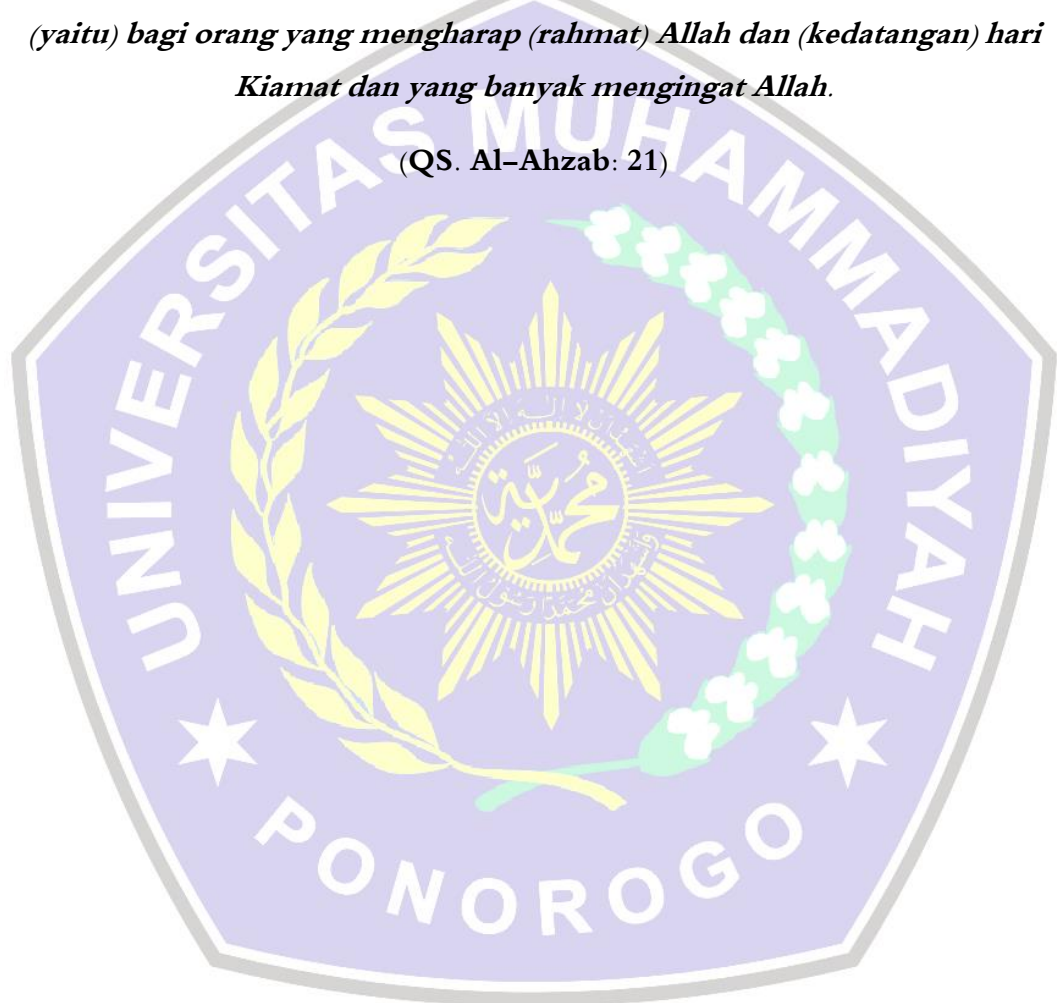 (yaitu) bagi orang yang mengharap (rahmat) Allah dan (kedatangan) hari
Kiamat dan yang banyak mengingat Allah.
(QS. Al-Ahzab: 21)
UNIVERSITAS MUHAMMADIYAH
محمدية
PONOROGO